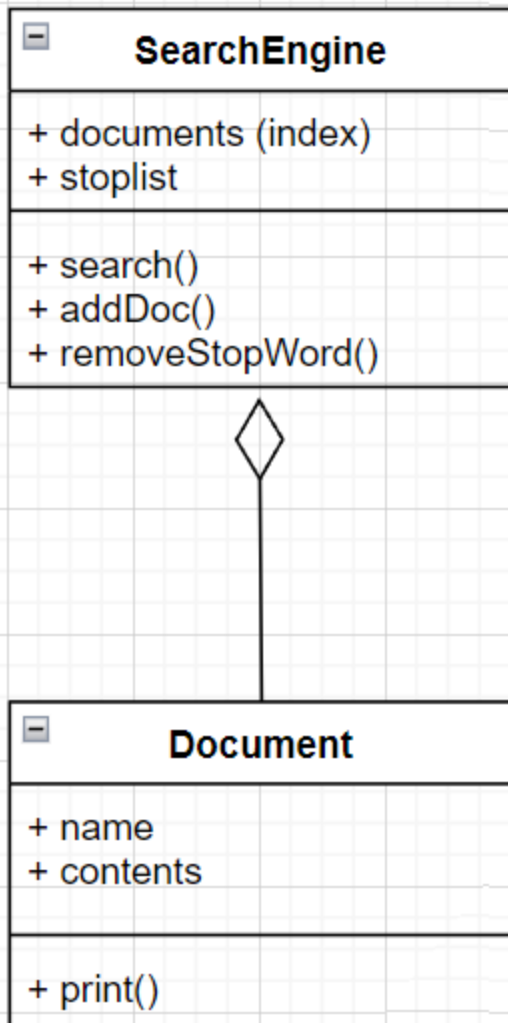 SearchEngine
+ documents (index)
+ stoplist
+ search()
+ addDoc()
+ removeStopWord()
Document
+ name
+ contents
+ print()